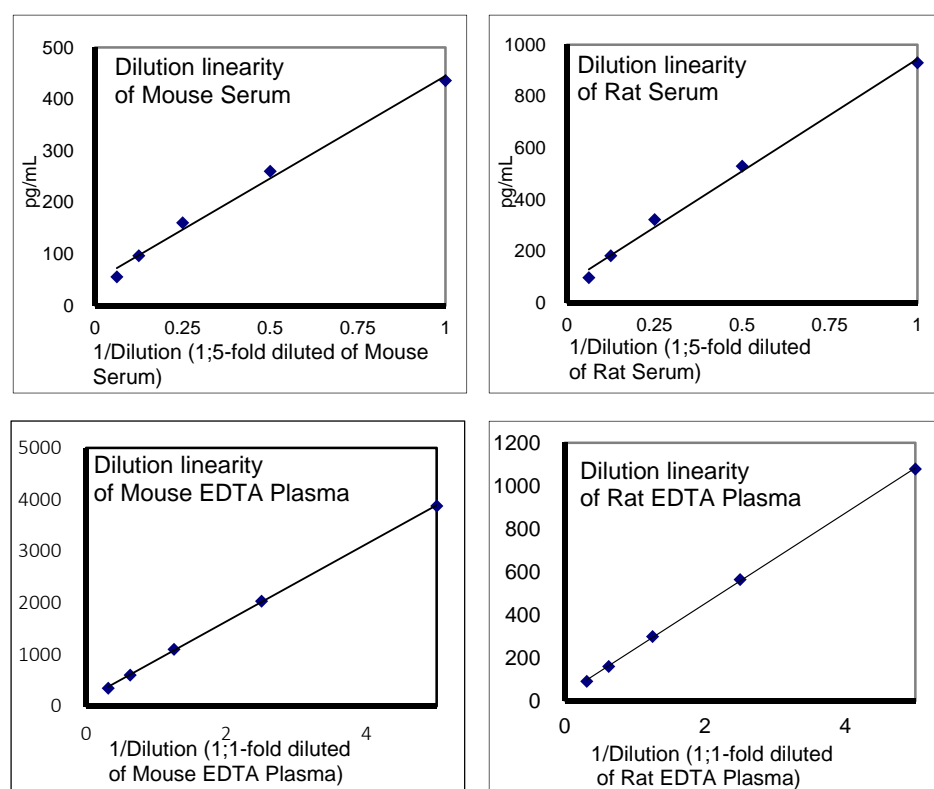 500
400
300
200
100
0
pg/mL
Dilution linearity
of Mouse Serum
0 0.25 0.5 0.75 1
1/Dilution (1;5-fold diluted of Mouse
Serum)
1000
800
600
400
200
0
pg/mL
Dilution linearity
of Rat Serum
0 0.25 0.5 0.75 1
1/Dilution (1;5-fold diluted
of Rat Serum)
5000
4000
3000
2000
1000
0
Dilution linearity
of Mouse EDTA Plasma
0 2 4
1/Dilution (1;1-fold diluted
of Mouse EDTA Plasma)
1200
1000
800
600
400
200
0
Dilution linearity
of Rat EDTA Plasma
0 2 4
1/Dilution (1;1-fold diluted
of Rat EDTA Plasma)